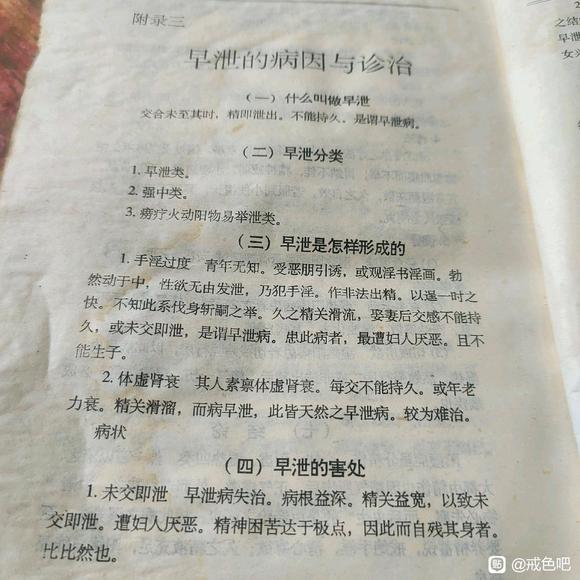 附录三
早泄的病因与诊治
（一）什么叫做早泄
交合未至其时，精即泄出。不能持久。是谓早泄病。
（二）早泄分类
1. 早泄类。
2. 强中类。
3. 痨疗火动阳物易举泄类。
（三）早泄是怎样形成的
1. 手淫过度　青年无知。受恶朋引诱，或观淫书淫画。勃
然动于中，性欲无由发泄，乃犯手淫。作非法出精。以逞一时之
快。不知此系伐身斩嗣之举。久之精关滑流，娶妻后交感不能持
久，或未交即泄，是谓早泄病。患此病者，最遭妇人厌恶。且不
能生子。
2. 体虚肾衰　其人素禀体虚肾衰。每交不能持久。或年老
力衰。精关滑溜，而病早泄，此皆天然之早泄病。较为难治。
病状
（四）早泄的害处
1. 未交即泄　早泄病失治。病根益深。精关益宽，以致未
交即泄。遭妇人厌恶。精神困苦达于极点，因此而自残其身者。
比比然也。
2
之结
早泄
女兴
贴 @戒色吧